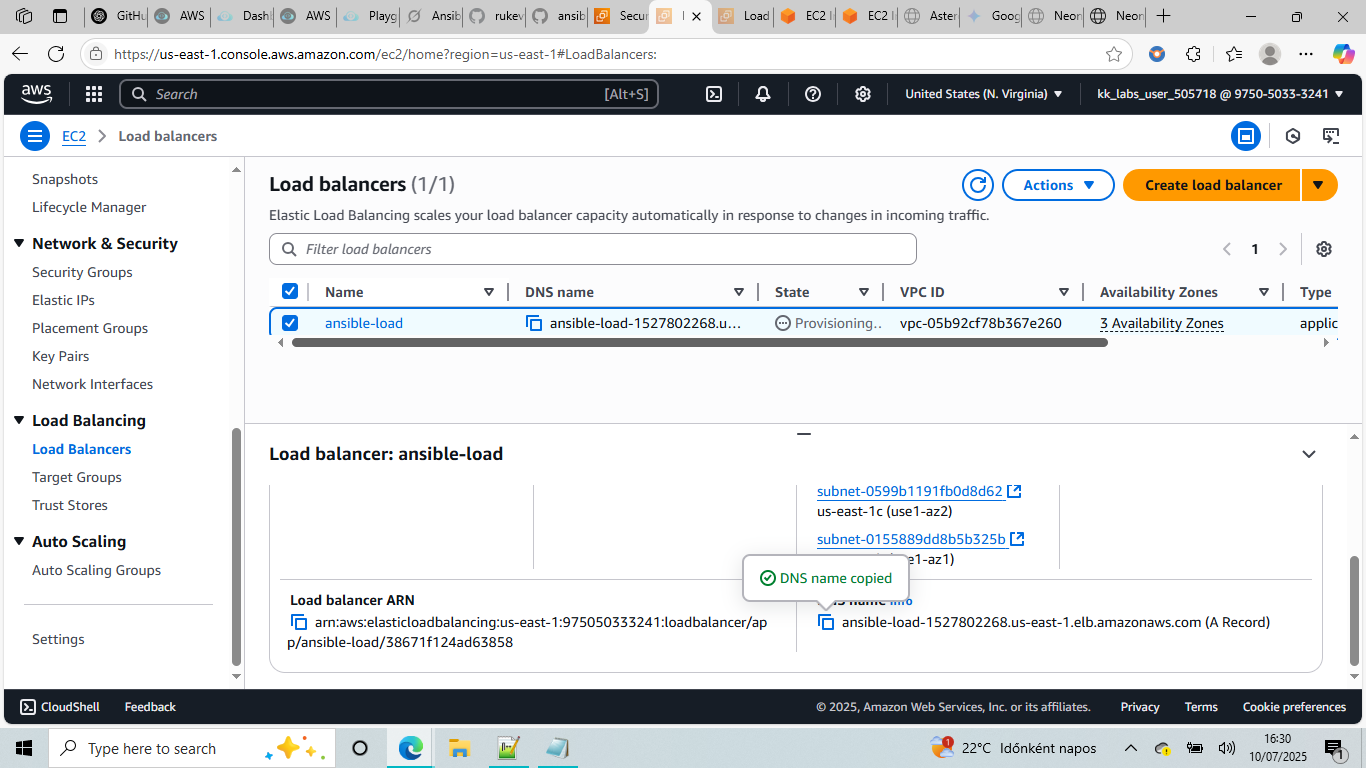 GitHu
AWS
Dashl
AWS
Playg
Ansib
rukev
ansib
Secur
I
Load
EC2 I
EC2 I
Aster
Goog
Neor
Neor
https://us-east-1.console.aws.amazon.com/ec2/home?region=us-east-1#LoadBalancers:
aws
Search
[Alt+S]
United States (N. Virginia)
kk_labs_user_505718 @ 9750-5033-3241
EC2
Load balancers
Snapshots
Lifecycle Manager
Network & Security
Security Groups
Elastic IPs
Placement Groups
Key Pairs
Network Interfaces
Load Balancing
Load Balancers
Target Groups
Trust Stores
Auto Scaling
Auto Scaling Groups
Settings
Load balancers (1/1)
Actions
Create load balancer
Elastic Load Balancing scales your load balancer capacity automatically in response to changes in incoming traffic.
Filter load balancers
1
Name
DNS name
State
VPC ID
Availability Zones
Type
ansible-load
ansible-load-1527802268.u...
Provisioning..
vpc-05b92cf78b367e260
3 Availability Zones
applic
Load balancer: ansible-load
subnet-0599b1191fb0d8d62
us-east-1c (use1-az2)
subnet-0155889dd8b5b325b
e1-az1)
DNS name copied
Load balancer ARN
arn:aws:elasticloadbalancing:us-east-1:975050333241:loadbalancer/ap
p/ansible-load/38671f124ad63858
name Info
ansible-load-1527802268.us-east-1.elb.amazonaws.com (A Record)
CloudShell
Feedback
© 2025, Amazon Web Services, Inc. or its affiliates.
Privacy
Terms
Cookie preferences
Type here to search
1
22°C Időnként napos
16:30
10/07/2025
1